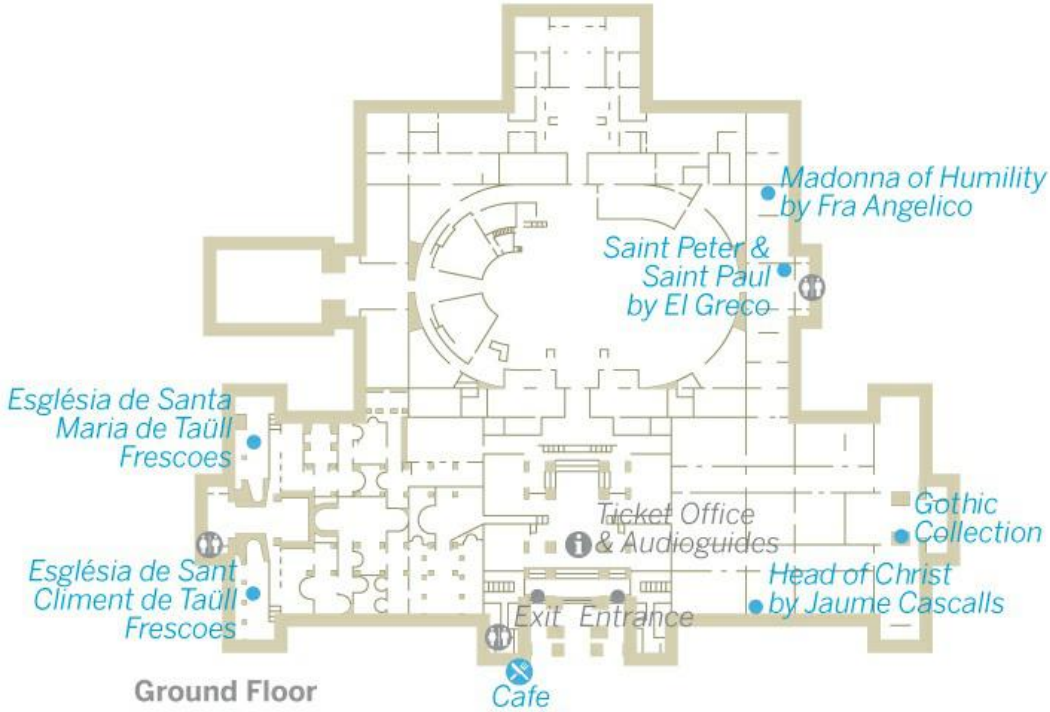 Madonna of Humility
by Fra Angelico
Saint Peter &
Saint Paul
by El Greco
Església de Santa
Maria de Taüll
Frescoes
Ticket Office
& Audioguides
Gothic
Collection
Església de Sant
Climent de Taüll
Frescoes
Head of Christ
by Jaume Cascalls
Exit Entrance
Ground Floor
Cafe